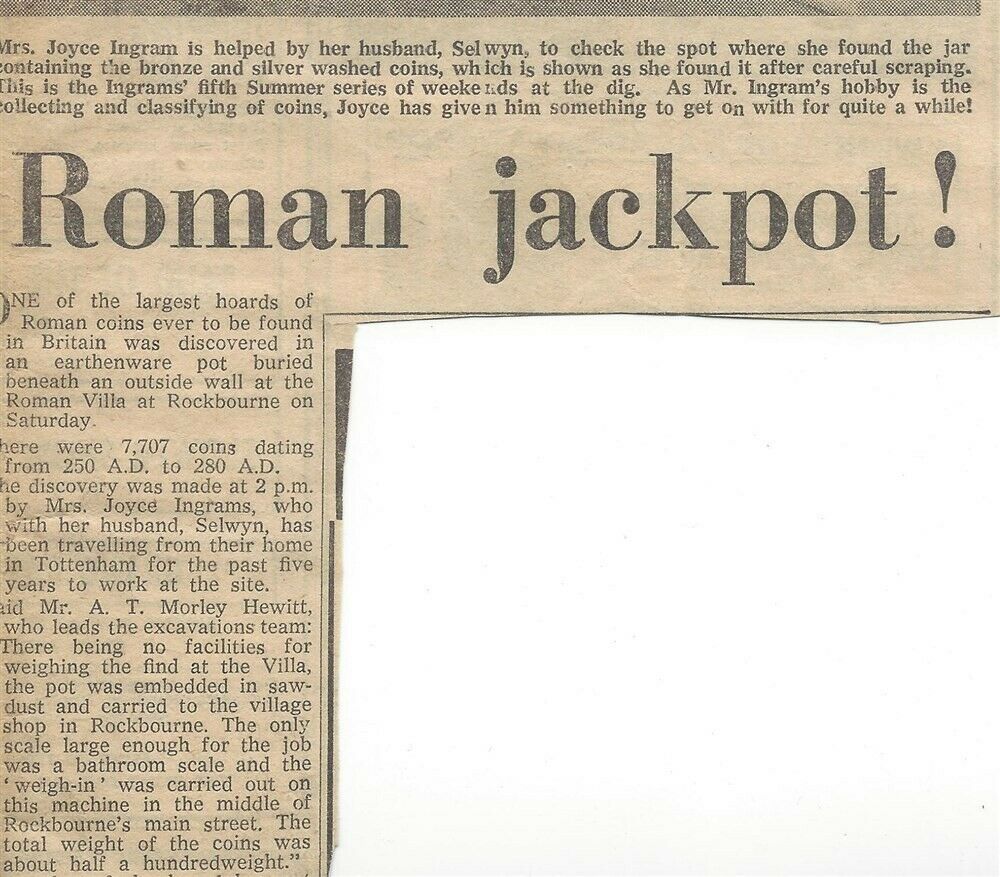 Mrs. Joyce Ingram is helped by her husband, Selwyn, to check the spot where she found the jar
containing the bronze and silver washed coins, which is shown as she found it after careful scraping.
This is the Ingrams' fifth Summer series of weekends at the dig. As Mr. Ingram's hobby is the
collecting and classifying of coins, Joyce has given him something to get on with for quite a while!
Roman jackpot!
ONE of the largest hoards of
Roman coins ever to be found
in Britain was discovered in
an earthenware pot buried
beneath an outside wall at the
Roman Villa at Rockbourne on
Saturday.
here were 7,707 coins dating
from 250 A.D. to 280 A.D.
he discovery was made at 2 p.m.
by Mrs. Joyce Ingrams, who
with her husband, Selwyn, has
been travelling from their home
in Tottenham for the past five
years to work at the site.
aid Mr. A. T. Morley Hewitt,
who leads the excavations team:
There being no facilities for
weighing the find at the Villa,
the pot was embedded in saw-
dust and carried to the village
shop in Rockbourne. The only
scale large enough for the job
was a bathroom scale and the
'weigh-in' was carried out on
this machine in the middle of
Rockbourne's main street. The
total weight of the coins was
about half a hundredweight."